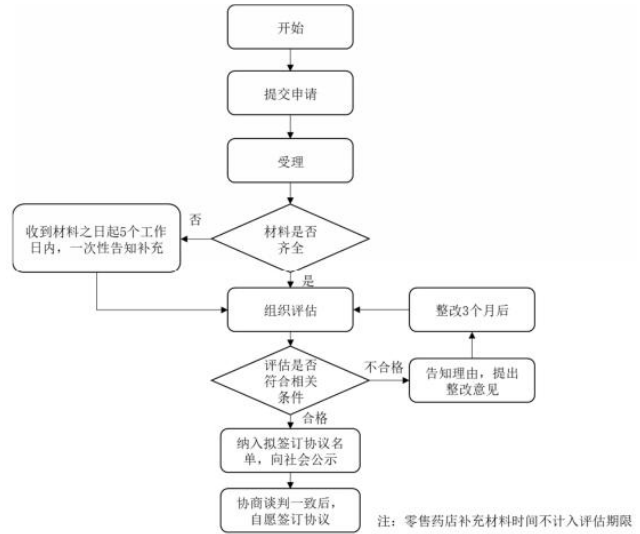 开始
提交申请
受理
材料是否
齐全
否
收到材料之日起5个工作
日内，一次性告知补充
是
组织评估
整改3个月后
评估是否
符合相关
条件
不合格
告知理由，提出
整改意见
合格
纳入拟签订协议名
单，向社会公示
协商谈判一致后，
自愿签订协议
注：零售药店补充材料时间不计入评估期限